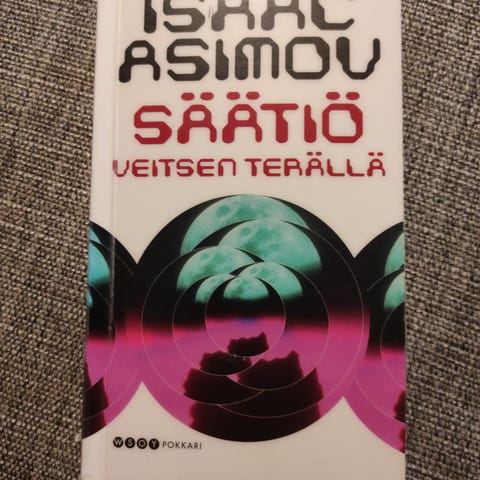 ISAAC
ASIMOV
SÄÄTIÖ
VEITSEN TERÄLLÄ
WSOY POKKARI